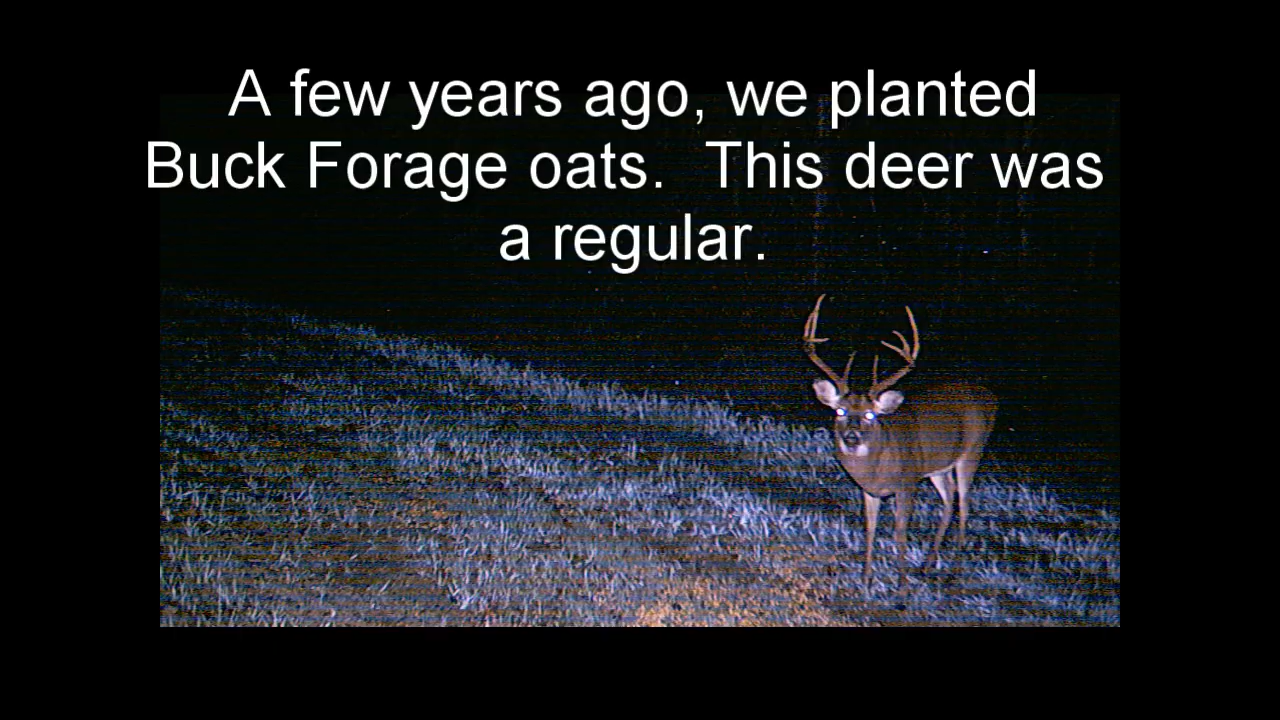 A few years ago, we planted
Buck Forage oats.  This deer was
a regular.